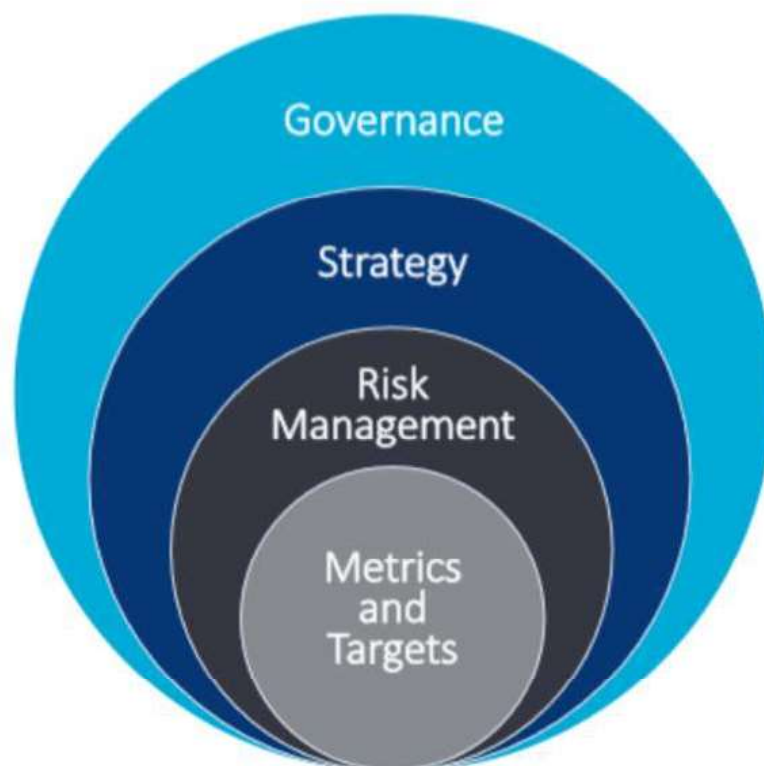 Governance
Strategy
Risk
Management
Metrics
and
Targets